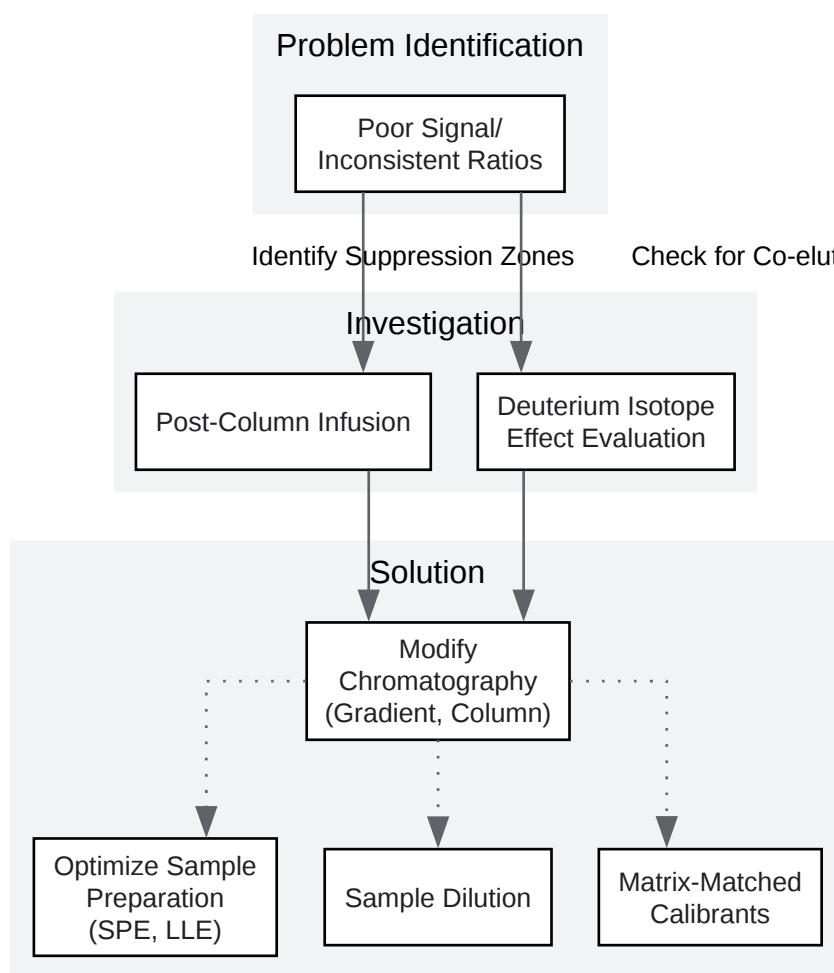 Problem Identification
Poor Signal/
Inconsistent Ratios
Identify Suppression Zones
Check for Co-elut
Investigation
Post-Column Infusion
Deuterium Isotope
Effect Evaluation
Solution
Modify
Chromatography
(Gradient, Column)
Optimize Sample
Preparation
(SPE, LLE)
Sample Dilution
Matrix-Matched
Calibrants